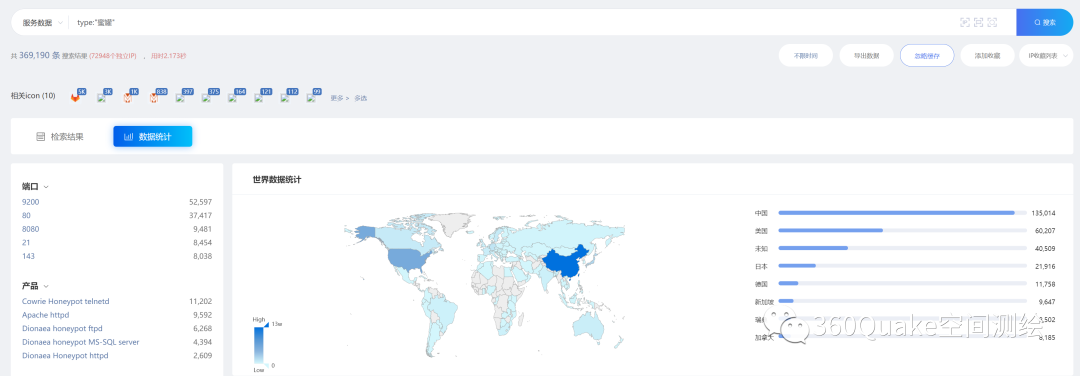 服务数据 type:"蜜罐" 搜索
共 369,190 条 搜索结果 (72948个独立IP) ， 用时2.173秒
不限时间 导出数据 忽略缓存 添加收藏 IP收藏列表
相关icon (10) 5K 3K 1K 838 397 375 164 121 112 99 更多 > 多选
检索结果 数据统计
端口
9200 52,597
80 37,417
8080 9,481
21 8,454
143 8,038
产品
Cowrie Honeypot telnetd 11,202
Apache httpd 9,592
Dionaea honeypot ftpd 6,268
Dionaea honeypot MS-SQL server 4,394
Dionaea Honeypot httpd 2,609
世界数据统计
High
13w
0
Low
中国 135,014
美国 60,207
未知 40,509
日本 21,916
德国 11,758
新加坡 9,647
,502
加拿大 8,185
360Quake空间测绘